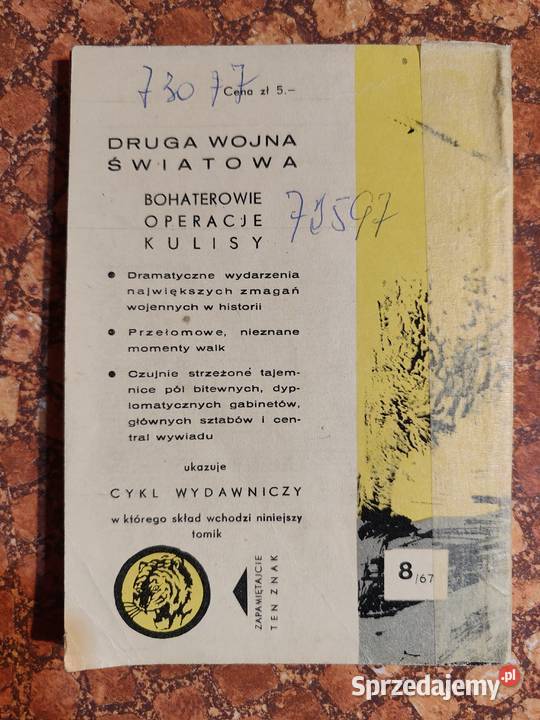 73077
Cena zł 5.–
DRUGA WOJNA
ŚWIATOWA
BOHATEROWIE
OPERACJE
KULISY
● Dramatyczne wydarzenia
największych zmagań
wojennych w historii
● Przełomowe, nieznane
momenty walk
● Czujnie strzeżone tajem-
nice pól bitewnych, dyp-
lomatycznych gabinetów,
głównych sztabów i cen-
tral wywiadu
ukazuje
CYKL WYDAWNICZY
w którego skład wchodzi niniejszy
tomik
ZAPAMIĘTAJCIE
TEN ZNAK
8/67
Sprzedajemy.pl